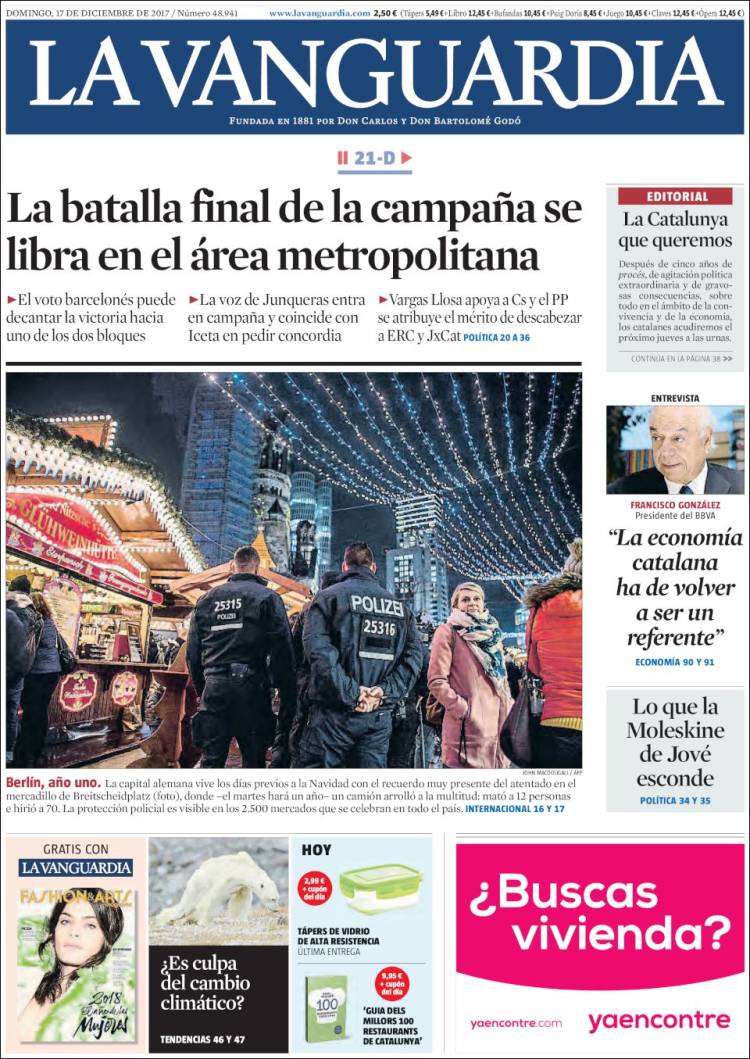 DOMINGO, 17 DE DICIEMBRE DE 2017 / Número 48.941
www.lavanguardia.com 2,50 € (Tápers 5,49 €+Libro 12,45 €+Bufandas 10,45 €+Puig Doria 8,45 €+Juego 10,45 €+Claves 12,45 €+Ópera 12,45 €)
LA VANGUARDIA
FUNDADA EN 1881 POR DON CARLOS Y DON BARTOLOMÉ GODÓ
21-D
La batalla final de la campaña se
libra en el área metropolitana
El voto barcelonés puede
decantar la victoria hacia
uno de los dos bloques
La voz de Junqueras entra
en campaña y coincide con
Iceta en pedir concordia
Vargas Llosa apoya a Cs y el PP
se atribuye el mérito de descabezar
a ERC y JxCat POLÍTICA 20 A 36
EDITORIAL
La Catalunya
que queremos
Después de cinco años de
procés, de agitación política
extraordinaria y de gravo-
sas consecuencias, sobre
todo en el ámbito de la con-
vivencia y de la economía,
los catalanes acudiremos el
próximo jueves a las urnas.
CONTINÚA EN LA PÁGINA 38 >>
GLÜHWEINHÜTTE
25315
POLIZEI
POLIZEI
25316
JOHN MACDOUGALL / AFP
Berlín, año uno. La capital alemana vive los días previos a la Navidad con el recuerdo muy presente del atentado en el
mercadillo de Breitscheidplatz (foto), donde –el martes hará un año– un camión arrolló a la multitud: mató a 12 personas
e hirió a 70. La protección policial es visible en los 2.500 mercados que se celebran en todo el país. INTERNACIONAL 16 Y 17
ENTREVISTA
FRANCISCO GONZÁLEZ
Presidente del BBVA
“La economía
catalana
ha de volver
a ser un
referente”
ECONOMÍA 90 Y 91
Lo que la
Moleskine
de Jové
esconde
POLÍTICA 34 Y 35
GRATIS CON
LA VANGUARDIA
FASHION&ARTS
2018
El año de las
Mujeres
¿Es culpa
del cambio
climático?
TENDENCIAS 46 Y 47
HOY
2,99 €
+ cupón
del día
TÁPERS DE VIDRIO
DE ALTA RESISTENCIA
ÚLTIMA ENTREGA
9,95 €
+ cupón
del día
100
‘GUIA DELS
MILLORS 100
RESTAURANTS
DE CATALUNYA’
¿Buscas
vivienda?
yaencontre.com
yaencontre